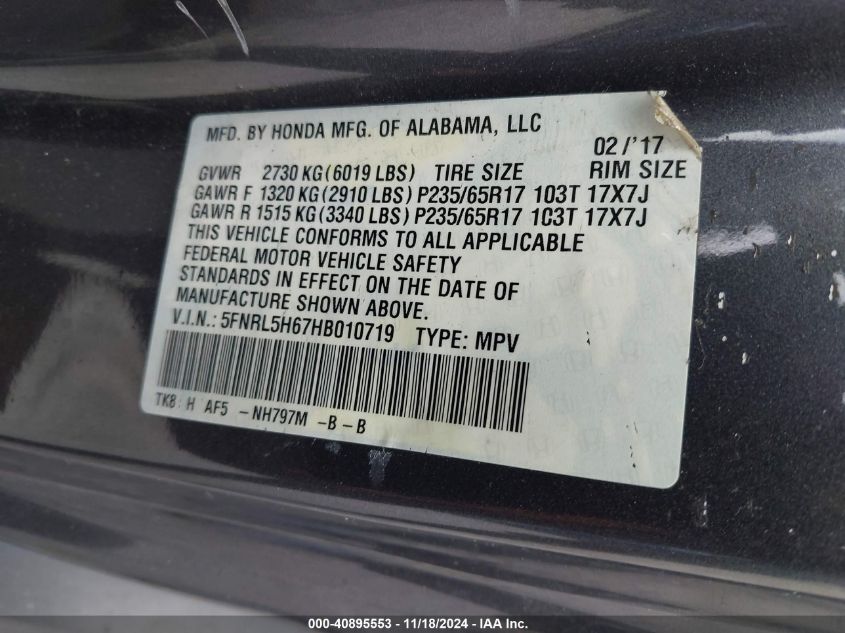 MFD. BY HONDA MFG. OF ALABAMA, LLC 02/'17
GVWR 2730 KG(6019 LBS) TIRE SIZE RIM SIZE
GAWR F 1320 KG(2910 LBS) P235/65R17 103T 17X7J
GAWR R 1515 KG(3340 LBS) P235/65R17 103T 17X7J
THIS VEHICLE CONFORMS TO ALL APPLICABLE
FEDERAL MOTOR VEHICLE SAFETY
STANDARDS IN EFFECT ON THE DATE OF
MANUFACTURE SHOWN ABOVE.
V.I.N.: 5FNRL5H67HB010719 TYPE: MPV
TK8: H AF5 - NH797M -B-B
000-40895553 - 11/18/2024 - IAAI.com